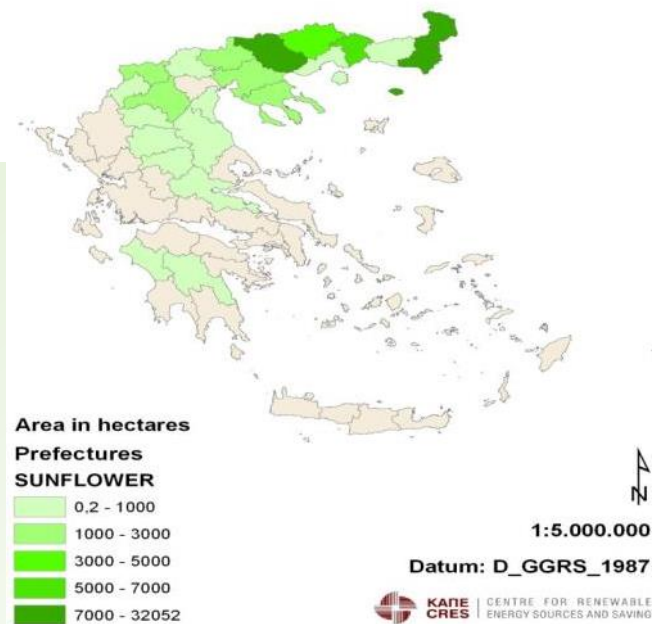 Area in hectares
Prefectures
SUNFLOWER
0,2 - 1000
1000 - 3000
3000 - 5000
5000 - 7000
7000 - 32052
N
1:5.000.000
Datum: D_GGRS_1987
ΚΑΠΕ
CRES
CENTRE FOR RENEWABLE
ENERGY SOURCES AND SAVING